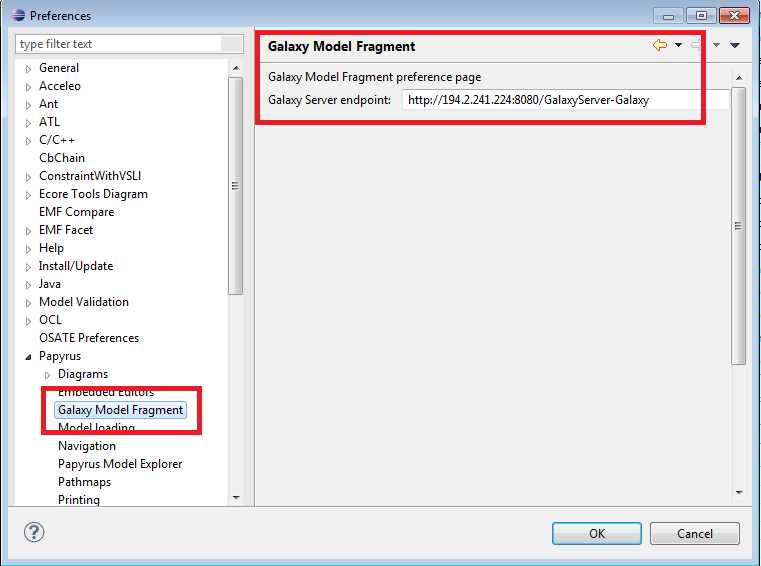 Preferences
type filter text
General
Acceleo
Ant
ATL
C/C++
CbChain
ConstraintWithVSLI
Ecore Tools Diagram
EMF Compare
EMF Facet
Help
Install/Update
Java
Model Validation
OCL
OSATE Preferences
Papyrus
Diagrams
Embedded Editors
Galaxy Model Fragment
Model loading
Navigation
Papyrus Model Explorer
Pathmaps
Printing
Galaxy Model Fragment
Galaxy Model Fragment preference page
Galaxy Server endpoint: http://194.2.241.224:8080/GalaxyServer-Galaxy
?
OK Cancel